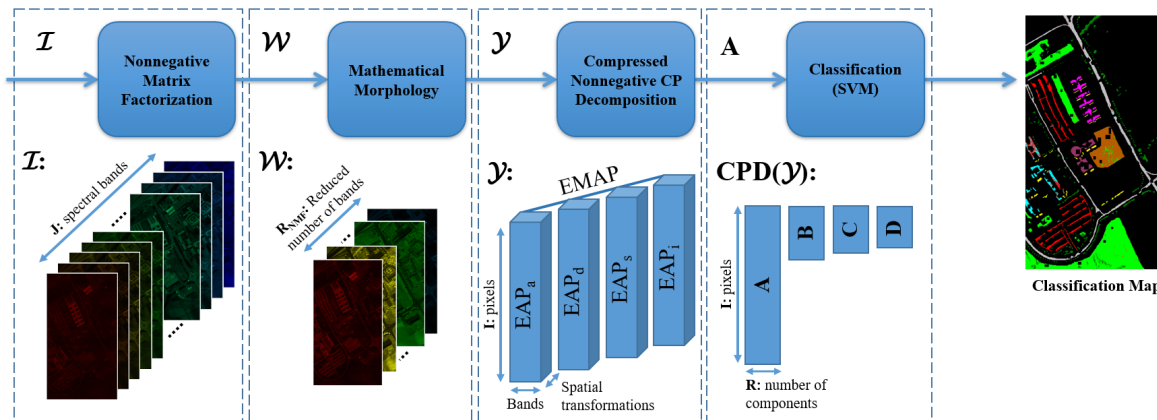 𝓘
Nonnegative
Matrix
Factorization
𝓦
Mathematical
Morphology
𝓨
Compressed
Nonnegative CP
Decomposition
A
Classification
(SVM)
𝓘:
J: spectral bands
𝓦:
R_NMF: Reduced
number of bands
𝓨:
EMAP
I: pixels
EAP_a
EAP_d
EAP_s
EAP_i
Bands
Spatial
transformations
CPD(𝓨):
I: pixels
A
B
C
D
R: number of
components
Classification Map